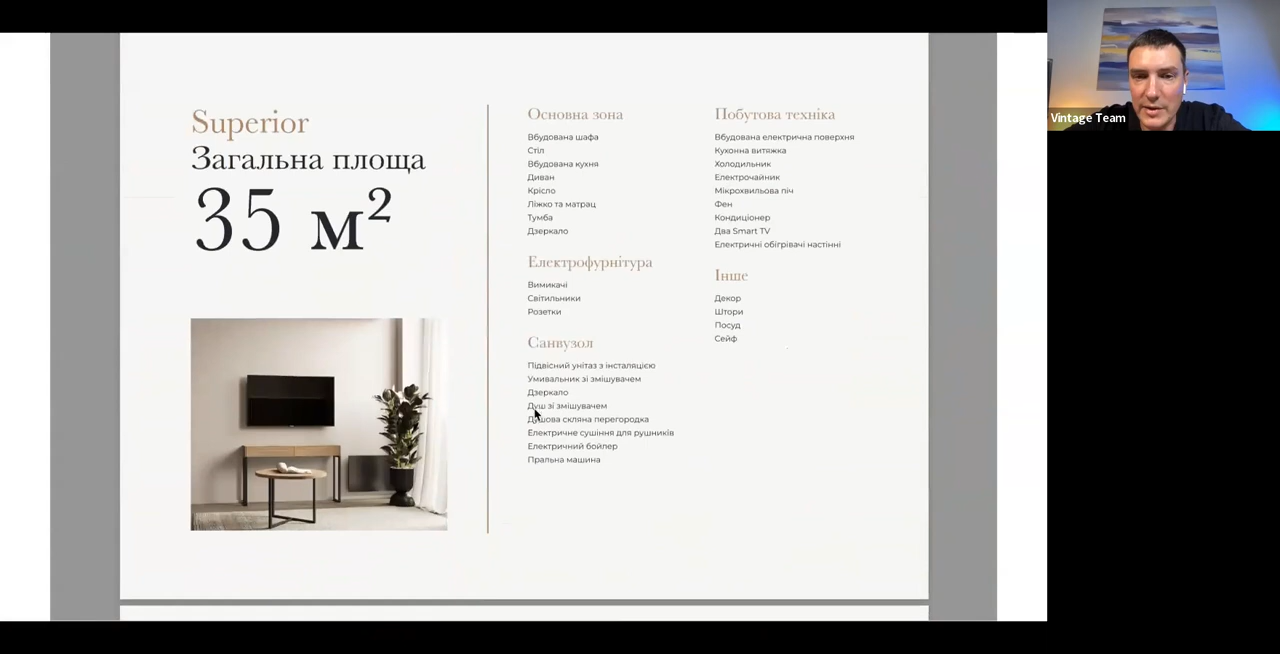 Superior
Загальна площа
35 м²
Основна зона
Вбудована шафа
Стіл
Вбудована кухня
Диван
Крісло
Ліжко та матрац
Тумба
Дзеркало
Електрофурнітура
Вимикачі
Світильники
Розетки
Санвузол
Підвісний унітаз з інсталяцією
Умивальник зі змішувачем
Дзеркало
Душ зі змішувачем
Душова скляна перегородка
Електричне сушіння для рушників
Електричний бойлер
Пральна машина
Побутова техніка
Вбудована електрична поверхня
Кухонна витяжка
Холодильник
Електрочайник
Мікрохвильова піч
Фен
Кондиціонер
Два Smart TV
Електричні обігрівачі настінні
Інше
Декор
Штори
Посуд
Сейф
Vintage Team